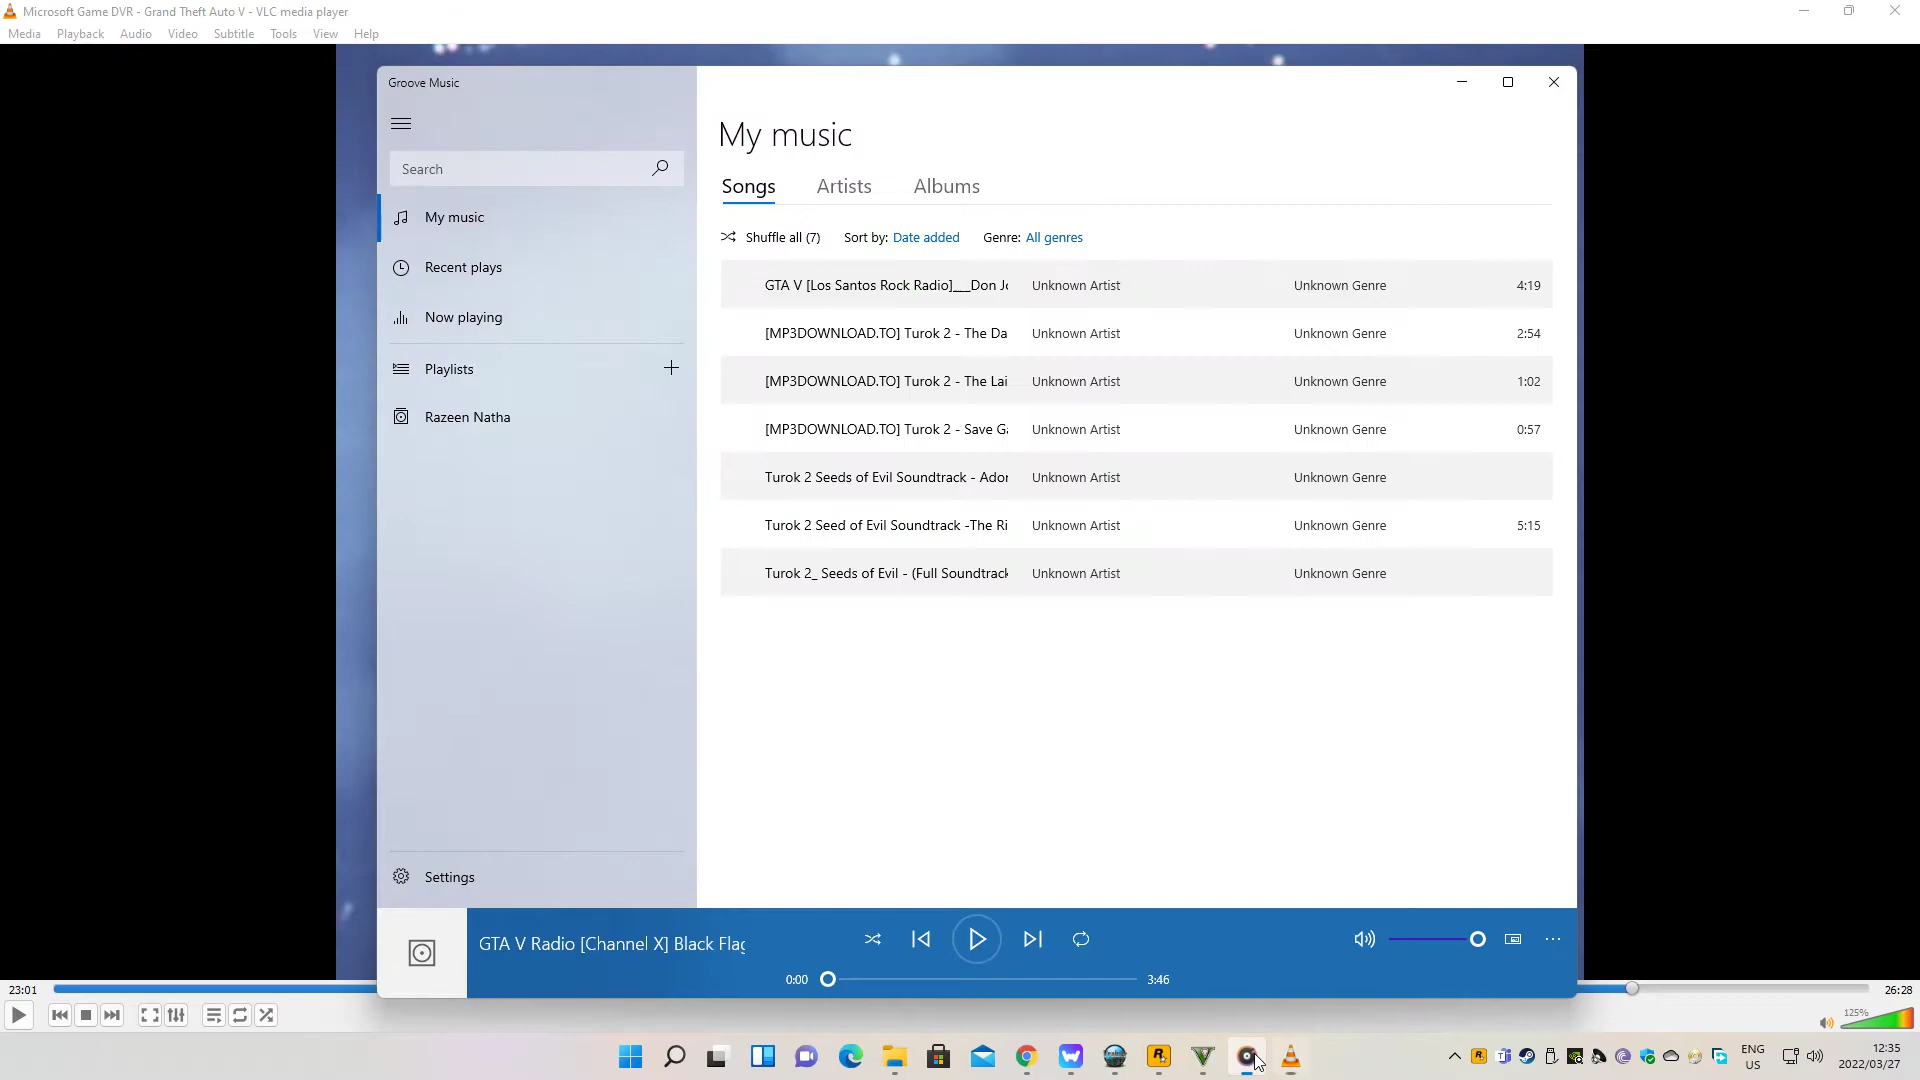 Microsoft Game DVR - Grand Theft Auto V - VLC media player
Media Playback Audio Video Subtitle Tools View Help
Groove Music
Search
My music
Recent plays
Now playing
Playlists
Razeen Natha
Settings
My music
Songs Artists Albums
Shuffle all (7) Sort by: Date added Genre: All genres
GTA V [Los Santos Rock Radio]___Don Unknown Artist Unknown Genre 4:19
[MP3DOWNLOAD.TO] Turok 2 - The Da Unknown Artist Unknown Genre 2:54
[MP3DOWNLOAD.TO] Turok 2 - The Lai Unknown Artist Unknown Genre 1:02
[MP3DOWNLOAD.TO] Turok 2 - Save Unknown Artist Unknown Genre 0:57
Turok 2 Seeds of Evil Soundtrack - Ador Unknown Artist Unknown Genre
Turok 2 Seed of Evil Soundtrack -The Ri Unknown Artist Unknown Genre 5:15
Turok 2_ Seeds of Evil - (Full Soundtrack Unknown Artist Unknown Genre
GTA V Radio [Channel X] Black Flag
0:00 3:46
23:01 26:28
125%
ENG
US
12:35
2022/03/27